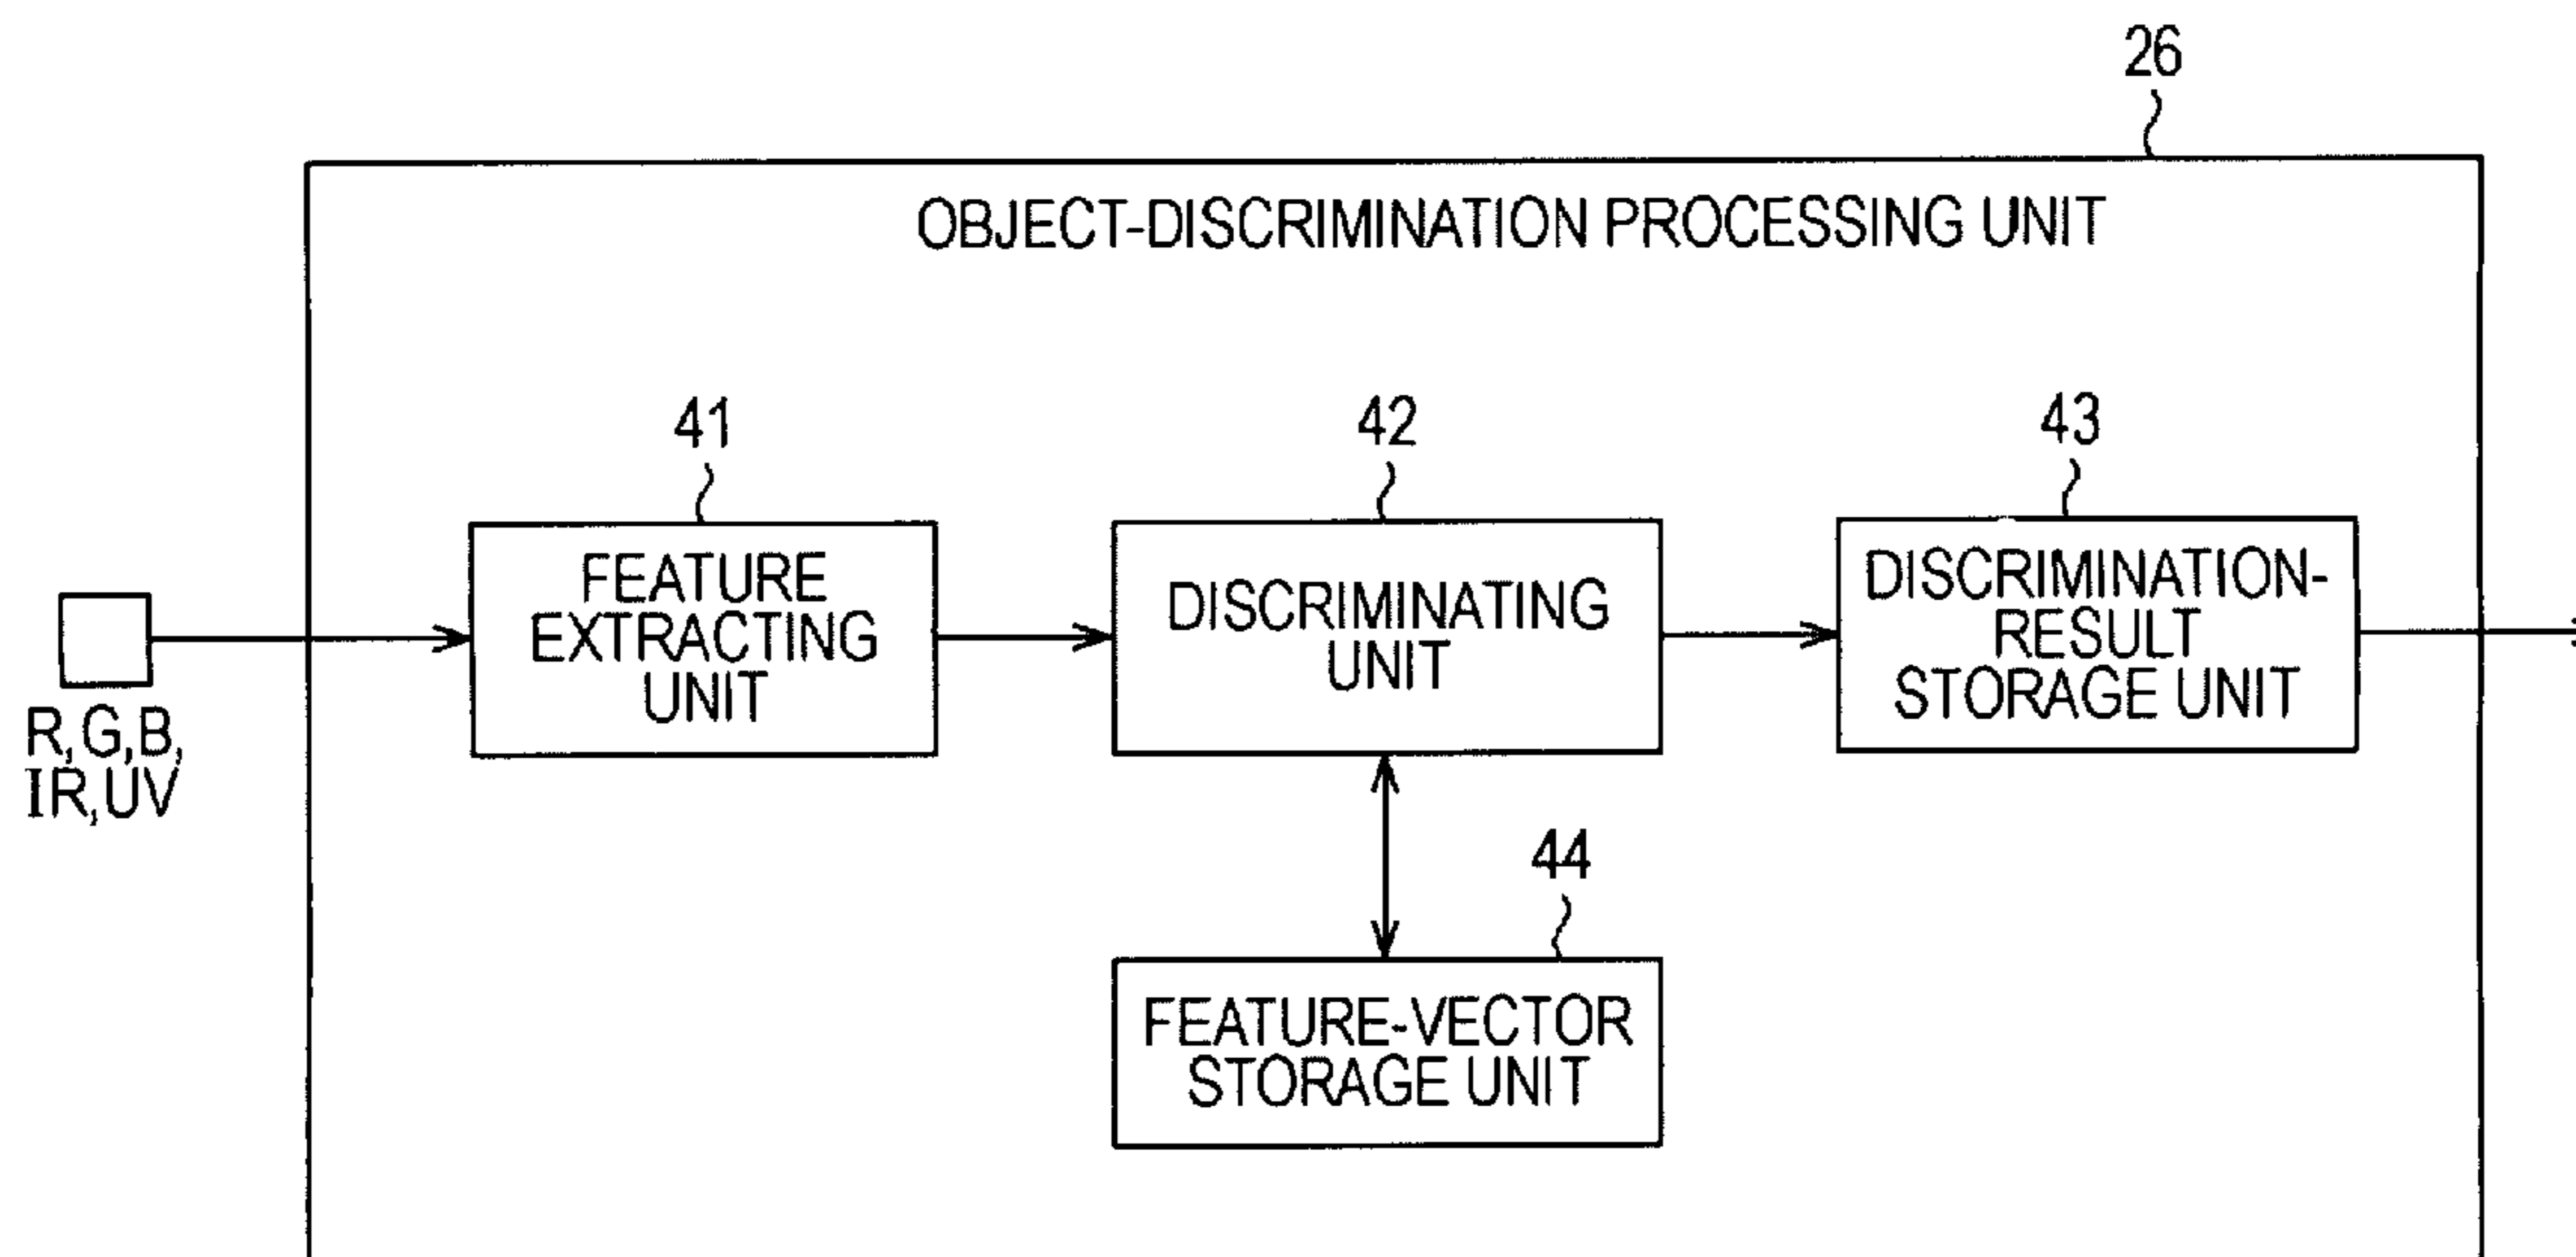 26
OBJECT-DISCRIMINATION PROCESSING UNIT
41
42
43
FEATURE
EXTRACTING
UNIT
DISCRIMINATING
UNIT
DISCRIMINATION-
RESULT
STORAGE UNIT
R,G,B,
IR,UV
44
FEATURE-VECTOR
STORAGE UNIT